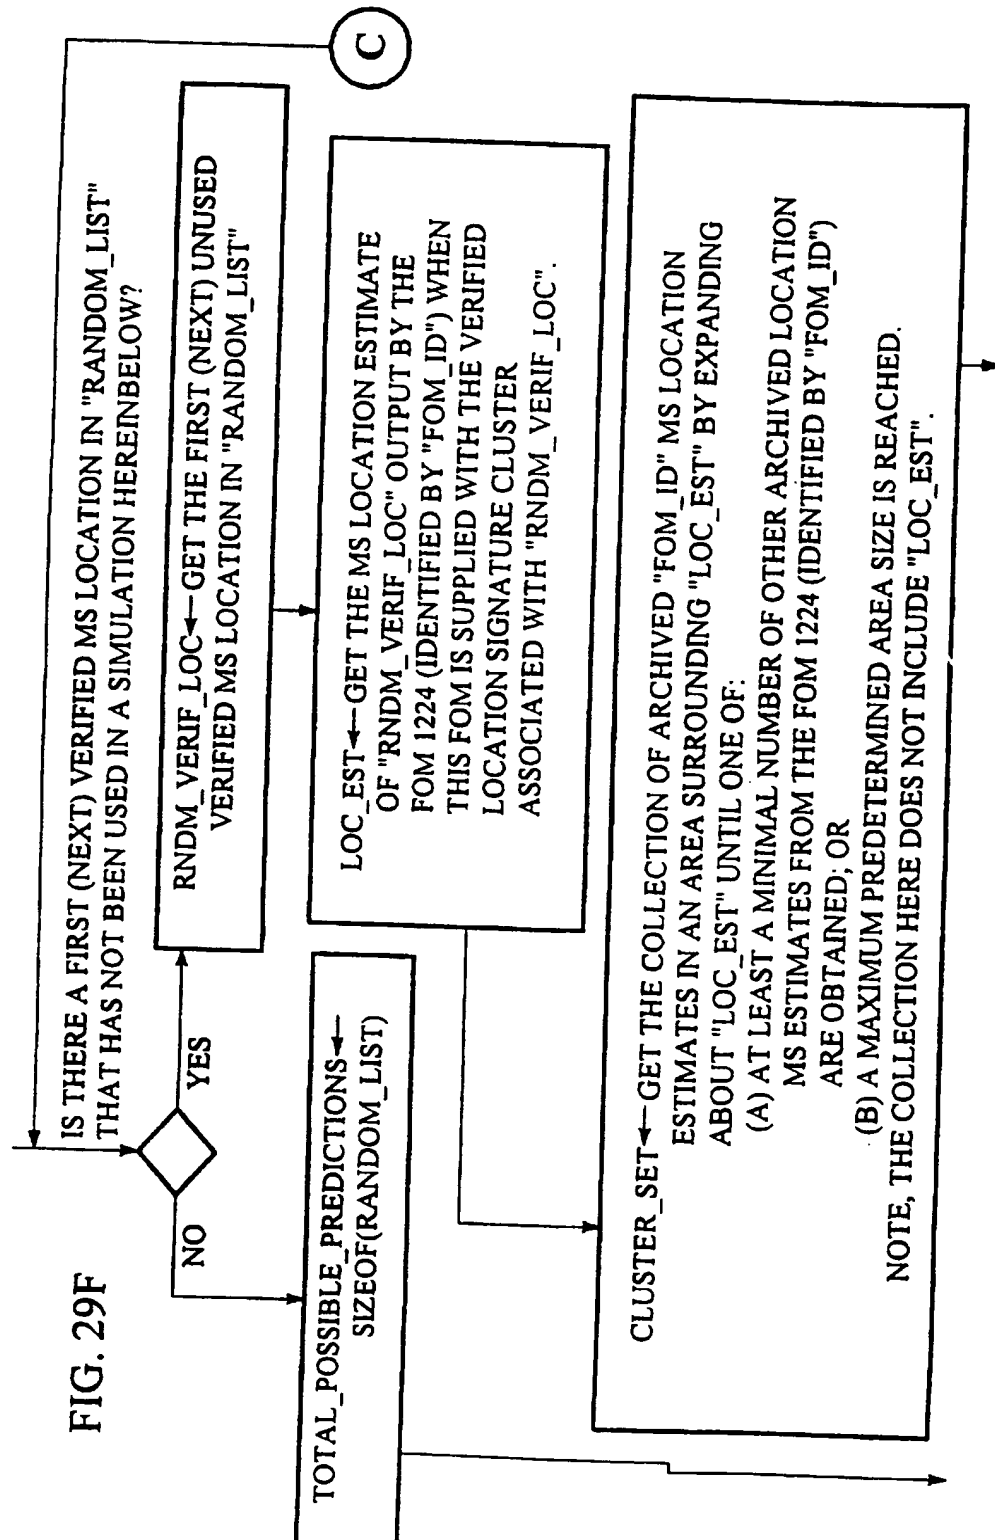 FIG. 29F
C
IS THERE A FIRST (NEXT) VERIFIED MS LOCATION IN "RANDOM_LIST"
THAT HAS NOT BEEN USED IN A SIMULATION HEREINBELOW?
NO
YES
RNDM_VERIF_LOC←GET THE FIRST (NEXT) UNUSED
VERIFIED MS LOCATION IN "RANDOM_LIST"
TOTAL_POSSIBLE_PREDICTIONS←
SIZEOF(RANDOM_LIST)
LOC_EST←GET THE MS LOCATION ESTIMATE
OF "RNDM_VERIF_LOC" OUTPUT BY THE
FOM 1224 (IDENTIFIED BY "FOM_ID") WHEN
THIS FOM IS SUPPLIED WITH THE VERIFIED
LOCATION SIGNATURE CLUSTER
ASSOCIATED WITH "RNDM_VERIF_LOC".
CLUSTER_SET←GET THE COLLECTION OF ARCHIVED "FOM_ID" MS LOCATION
ESTIMATES IN AN AREA SURROUNDING "LOC_EST" BY EXPANDING
ABOUT "LOC_EST" UNTIL ONE OF:
(A) AT LEAST A MINIMAL NUMBER OF OTHER ARCHIVED LOCATION
MS ESTIMATES FROM THE FOM 1224 (IDENTIFIED BY "FOM_ID")
ARE OBTAINED; OR
(B) A MAXIMUM PREDETERMINED AREA SIZE IS REACHED.
NOTE, THE COLLECTION HERE DOES NOT INCLUDE "LOC_EST".